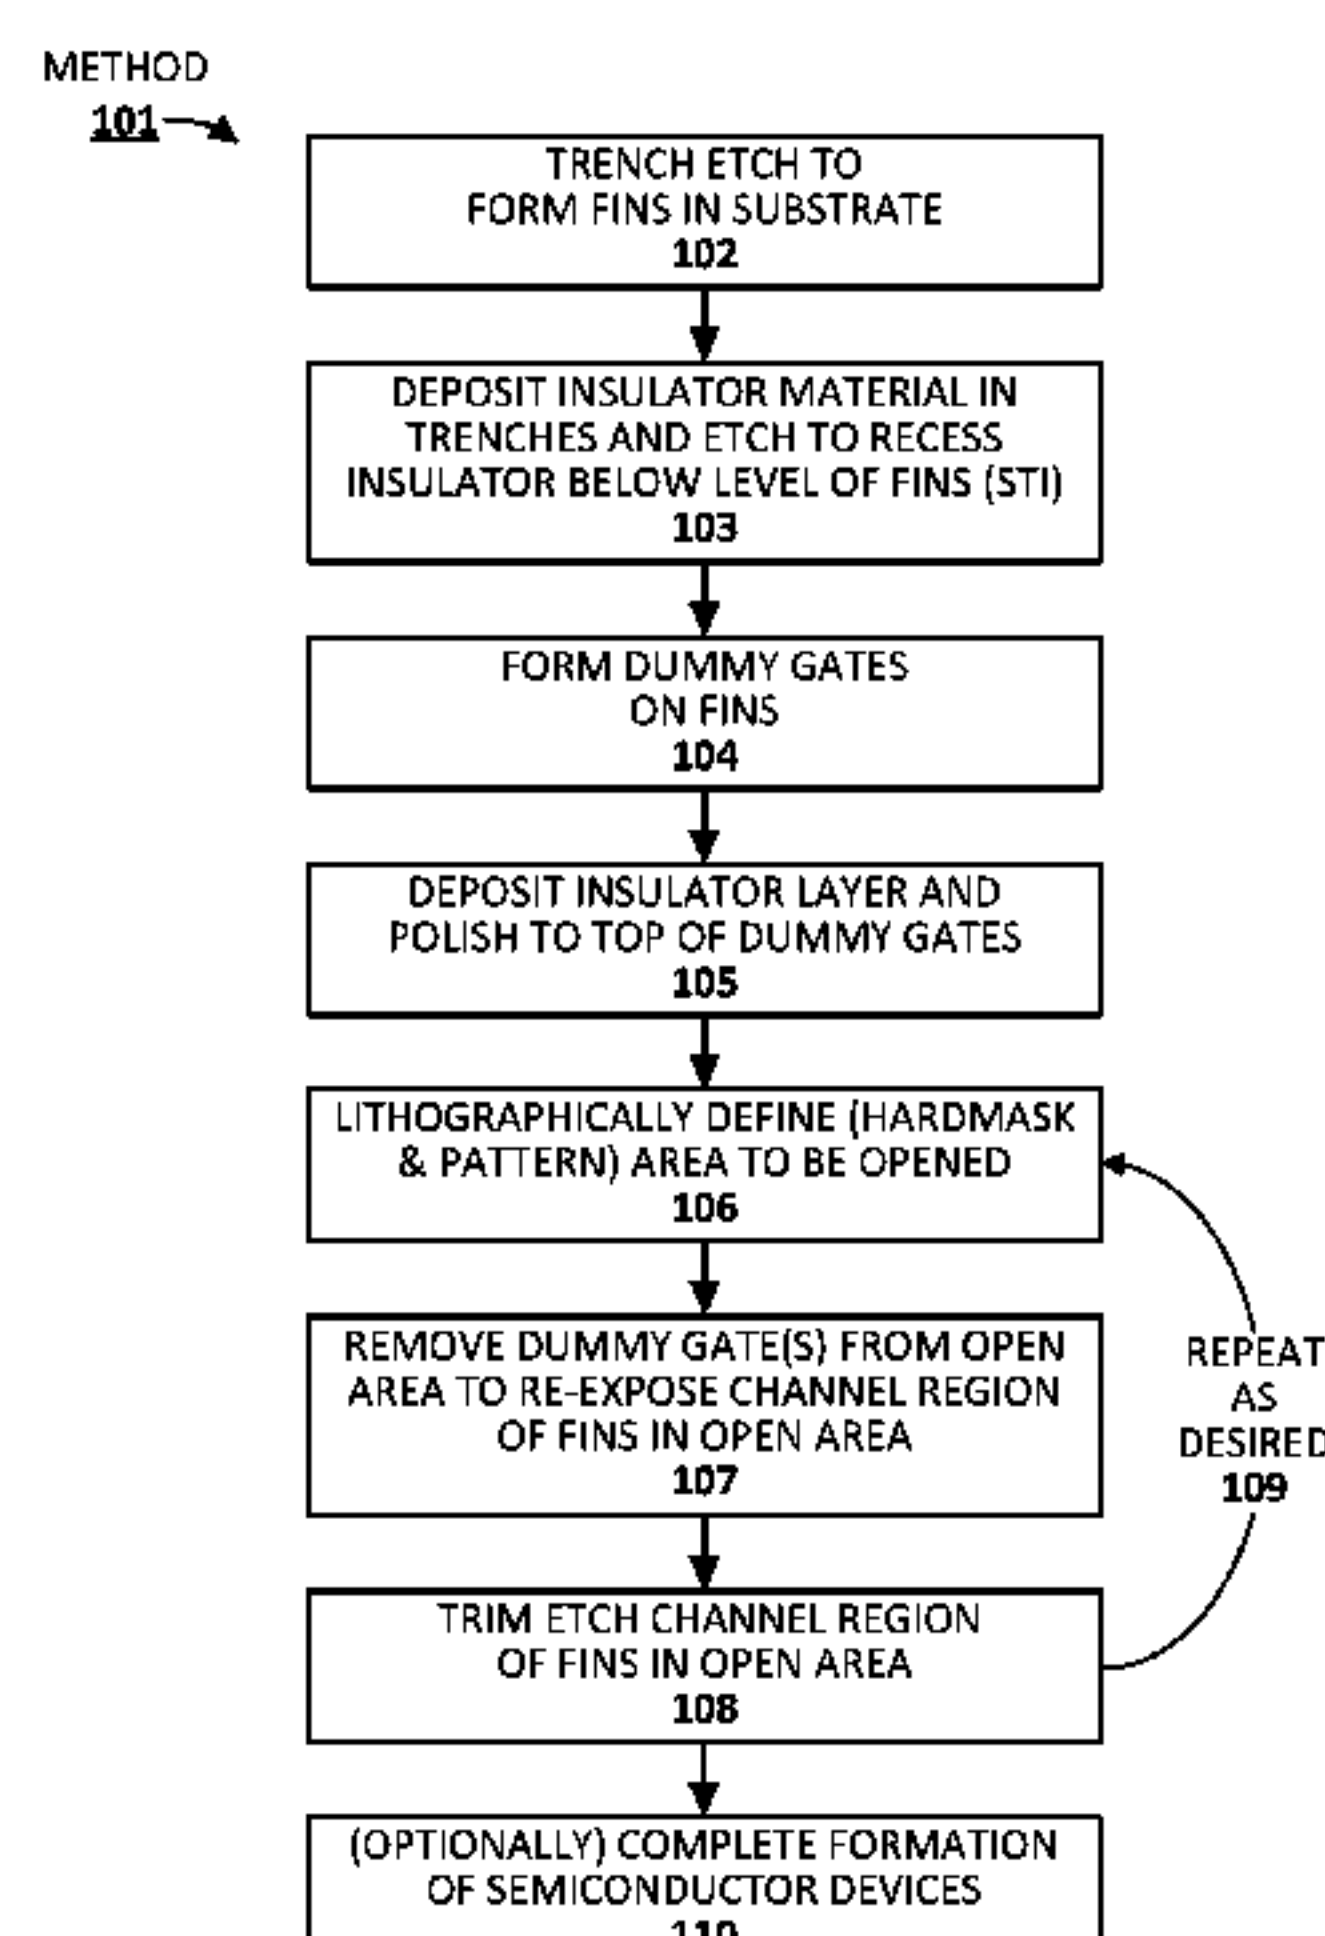 METHOD
101
TRENCH ETCH TO
FORM FINS IN SUBSTRATE
102
DEPOSIT INSULATOR MATERIAL IN
TRENCHES AND ETCH TO RECESS
INSULATOR BELOW LEVEL OF FINS (STI)
103
FORM DUMMY GATES
ON FINS
104
DEPOSIT INSULATOR LAYER AND
POLISH TO TOP OF DUMMY GATES
105
LITHOGRAPHICALLY DEFINE (HARDMASK
& PATTERN) AREA TO BE OPENED
106
REMOVE DUMMY GATE(S) FROM OPEN
AREA TO RE-EXPOSE CHANNEL REGION
OF FINS IN OPEN AREA
107
REPEAT
AS
DESIRED
109
TRIM ETCH CHANNEL REGION
OF FINS IN OPEN AREA
108
(OPTIONALLY) COMPLETE FORMATION
OF SEMICONDUCTOR DEVICES
110